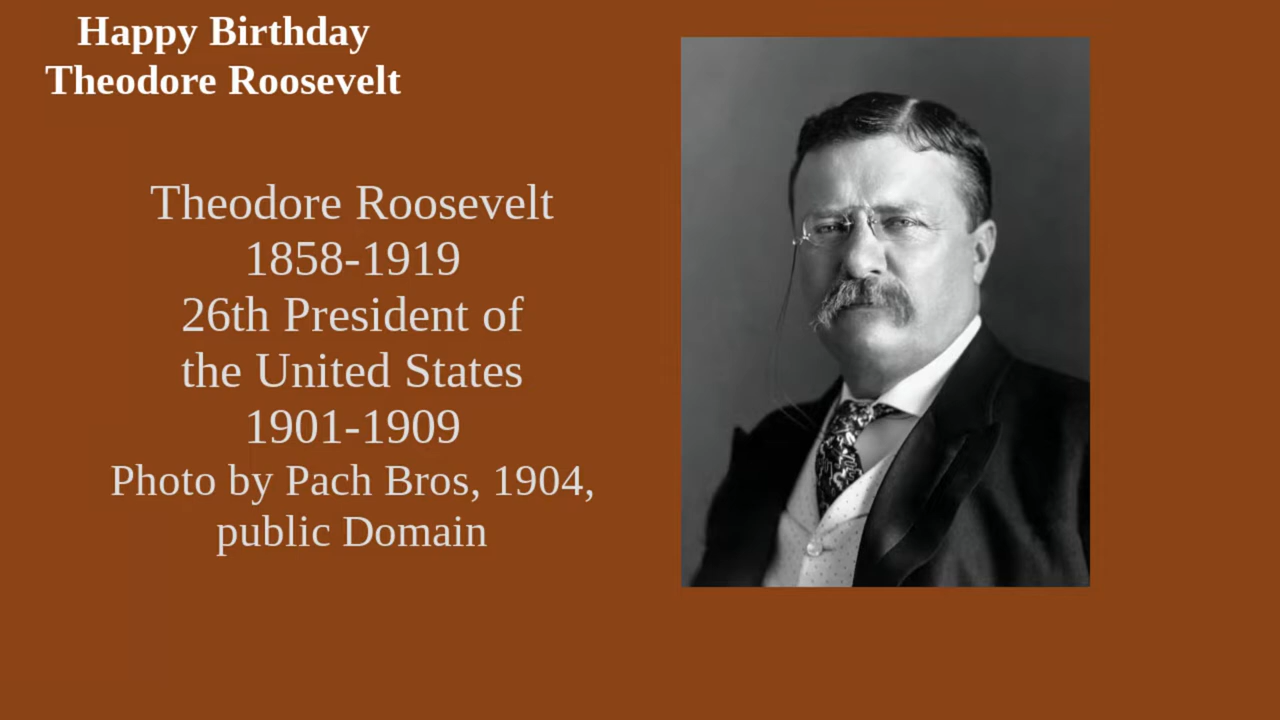 Happy Birthday
Theodore Roosevelt
Theodore Roosevelt
1858-1919
26th President of
the United States
1901-1909
Photo by Pach Bros, 1904,
public Domain